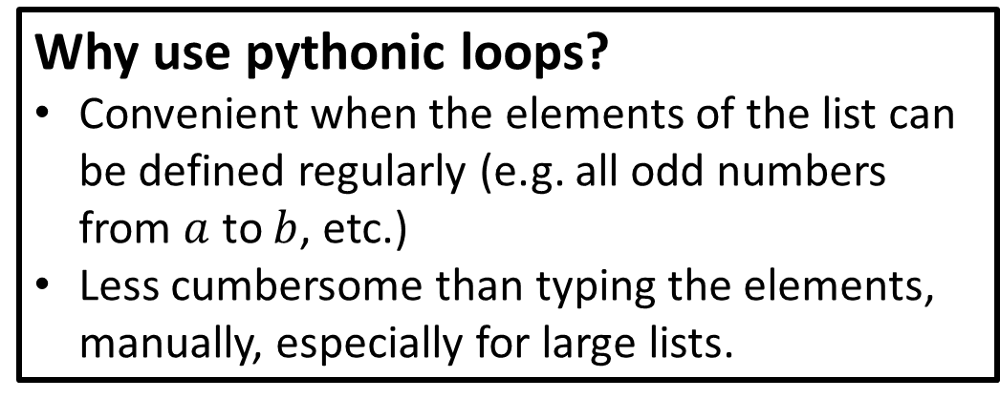 Why use pythonic loops?
• Convenient when the elements of the list can
be defined regularly (e.g. all odd numbers
from a to b, etc.)
• Less cumbersome than typing the elements,
manually, especially for large lists.